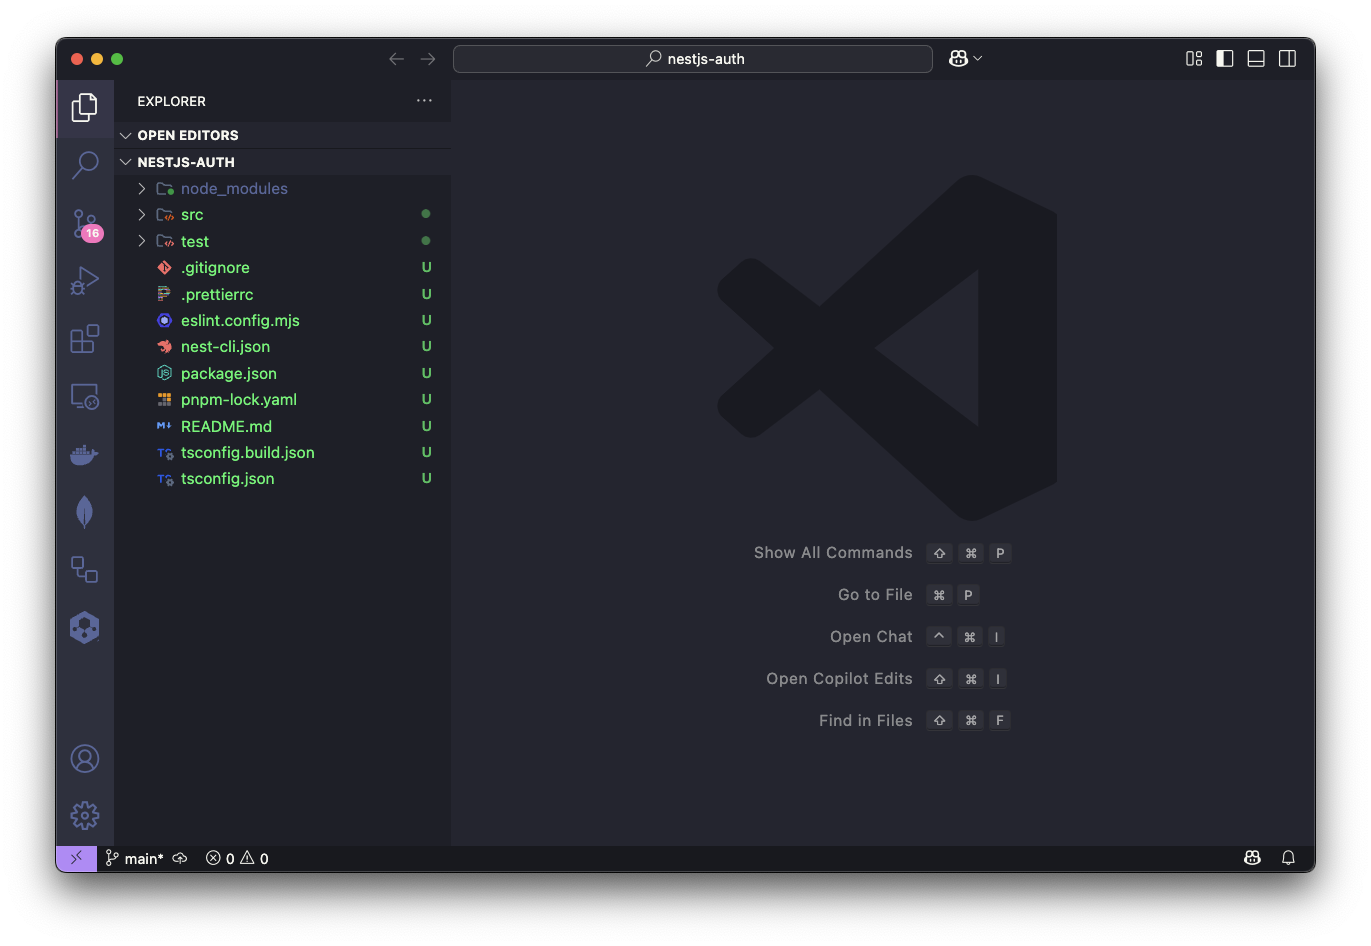 nestjs-auth
EXPLORER
OPEN EDITORS
NESTJS-AUTH
node_modules
src
test
.gitignore U
.prettierrc U
eslint.config.mjs U
nest-cli.json U
package.json U
pnpm-lock.yaml U
README.md U
tsconfig.build.json U
tsconfig.json U
16
Show All Commands ⇧ ⌘ P
Go to File ⌘ P
Open Chat ^ ⌘ I
Open Copilot Edits ⇧ ⌘ I
Find in Files ⇧ ⌘ F
main* 0 0